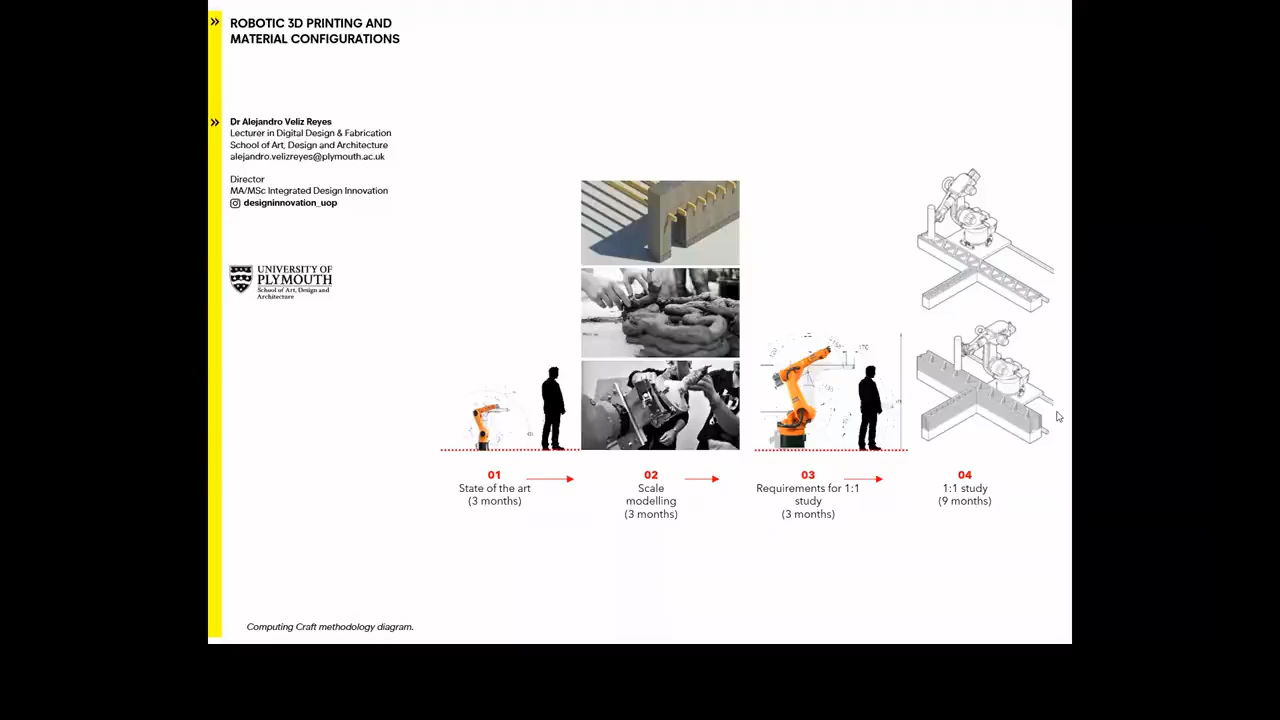 ROBOTIC 3D PRINTING AND
MATERIAL CONFIGURATIONS
Dr Alejandro Veliz Reyes
Lecturer in Digital Design & Fabrication
School of Art, Design and Architecture
alejandro.velizreyes@plymouth.ac.uk
Director
MA/MSc Integrated Design Innovation
designinnovation_uop
UNIVERSITY OF
PLYMOUTH
School of Art, Design and
Architecture
01
State of the art
(3 months)
02
Scale
modelling
(3 months)
03
Requirements for 1:1
study
(3 months)
04
1:1 study
(9 months)
Computing Craft methodology diagram.